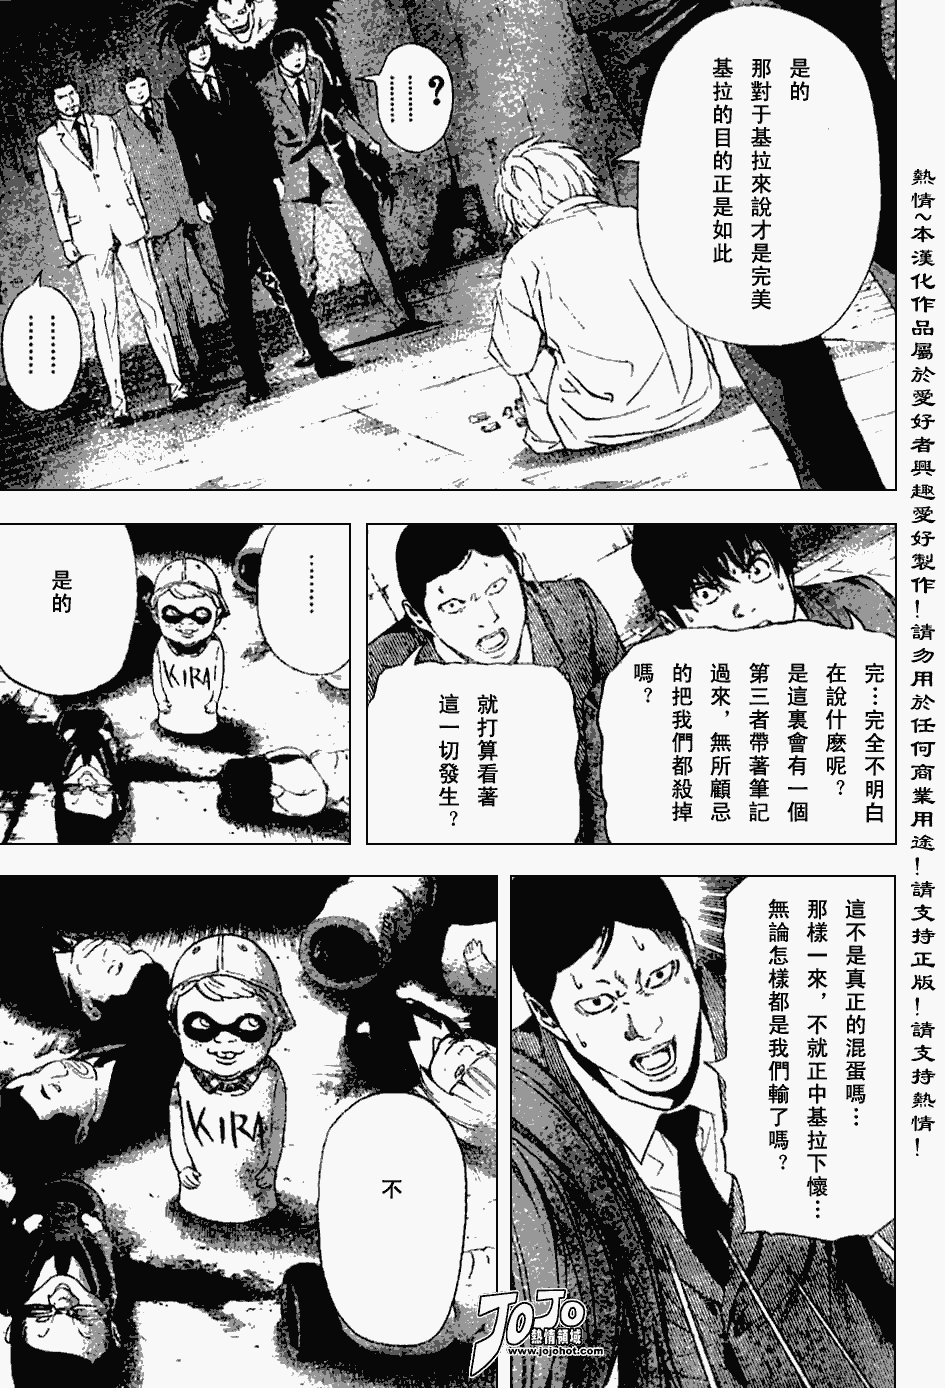 是的
那對于基拉來說才是完美
基拉的目的正是如此
？
………
………
………
………
完…完全不明白
在說什麼呢？
是這裏會有一個
第三者帶著筆記
過來，無所顧忌
的把我們都殺掉
嗎？
就打算看著
這一切發生？
………
KIRA
是的
這不是真正的混蛋嗎…
那樣一來，不就正中基拉下懷…
無論怎樣都是我們輸了嗎？
KIRA
不
JOJO
熱情領域
www.jojohot.com
熱情~本漢化作品屬於愛好者興趣愛好製作！請勿用於任何商業用途！請支持正版！請支持熱情！